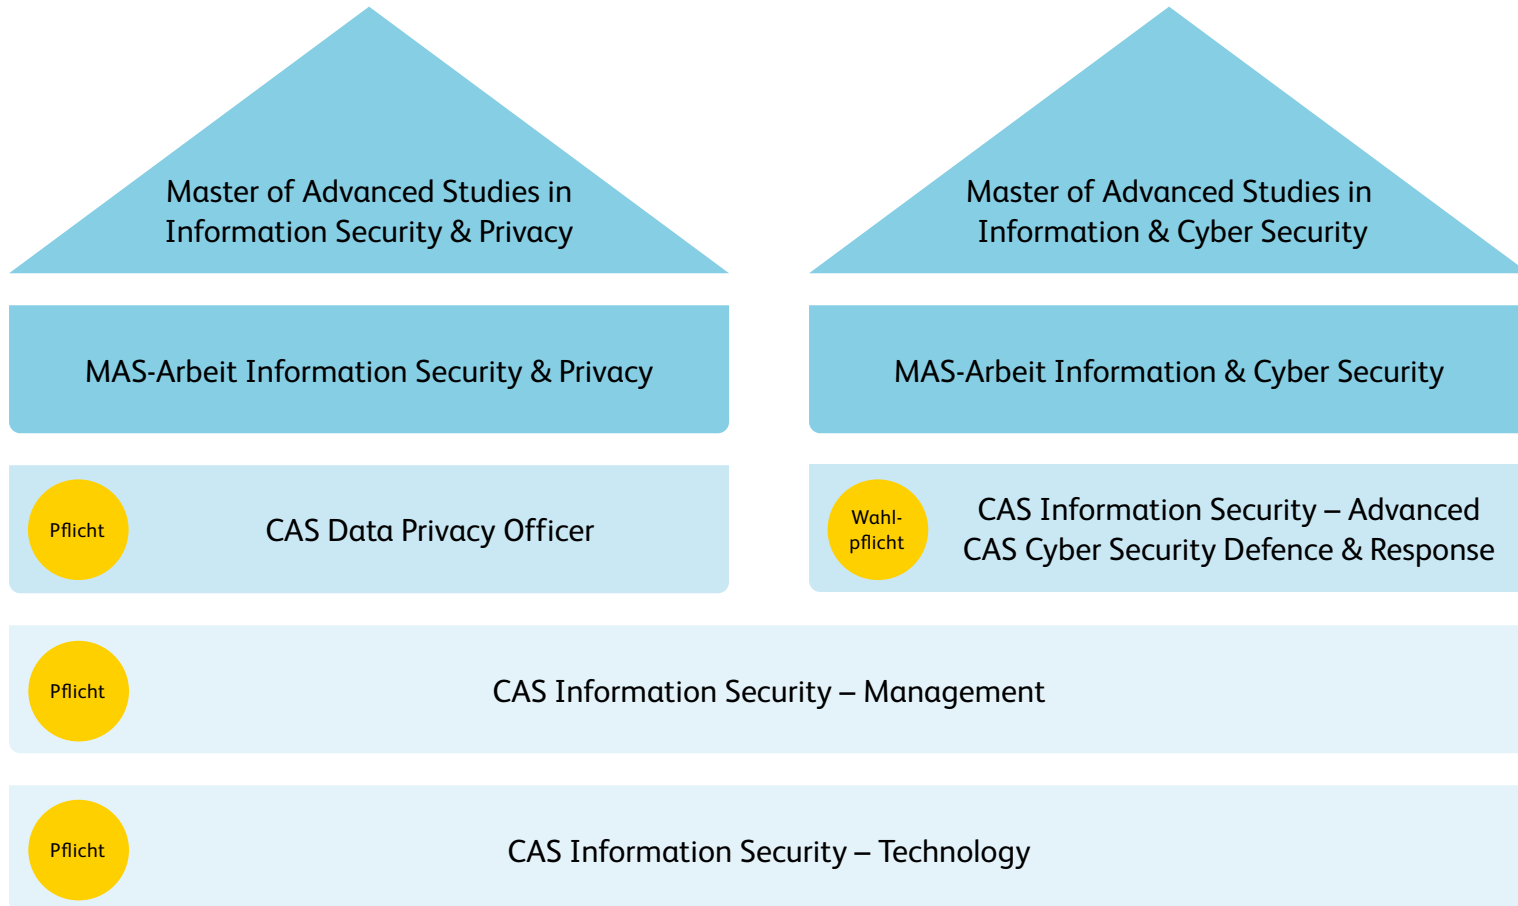 Master of Advanced Studies in
Information Security & Privacy
Master of Advanced Studies in
Information & Cyber Security
MAS-Arbeit Information Security & Privacy
MAS-Arbeit Information & Cyber Security
Pflicht
CAS Data Privacy Officer
Wahl-
pflicht
CAS Information Security – Advanced
CAS Cyber Security Defence & Response
Pflicht
CAS Information Security – Management
Pflicht
CAS Information Security – Technology